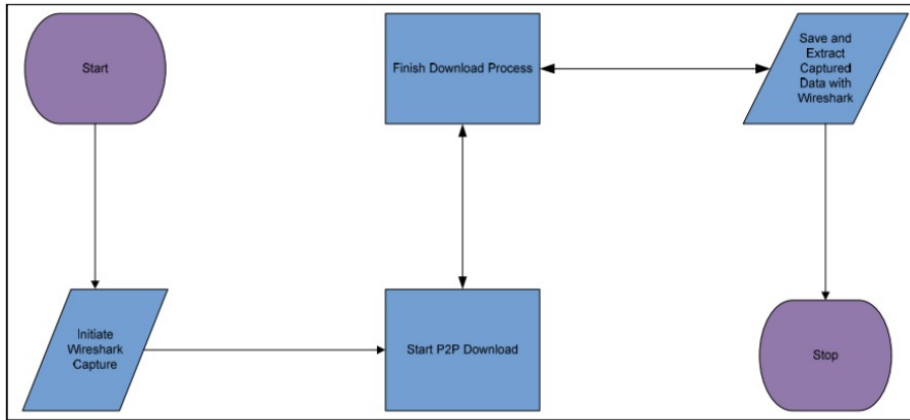 Start
Finish Download Process
Save and
Extract
Captured
Data with
Wireshark
Initiate
Wireshark
Capture
Start P2P Download
Stop